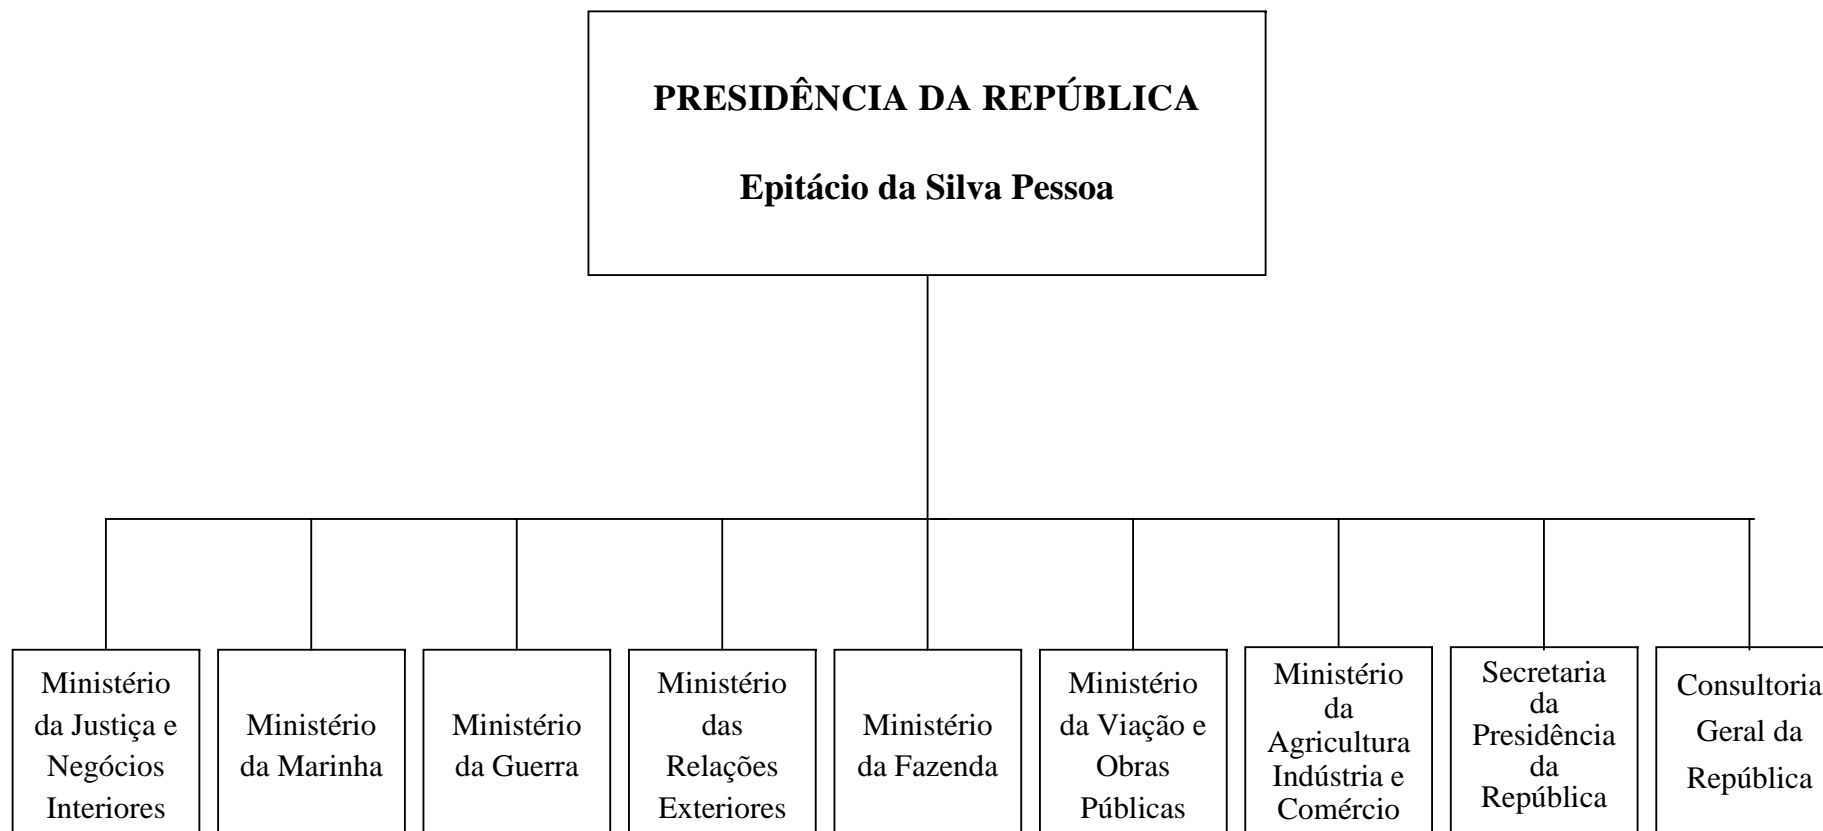 PRESIDÊNCIA DA REPÚBLICA
Epitácio da Silva Pessoa
Ministério
da Justiça e
Negócios
Interiores
Ministério
da Marinha
Ministério
da Guerra
Ministério
das
Relações
Exteriores
Ministério
da Fazenda
Ministério
da Viação e
Obras
Públicas
Ministério
da
Agricultura
Indústria e
Comércio
Secretaria
da
Presidência
da
República
Consultoria
Geral da
República